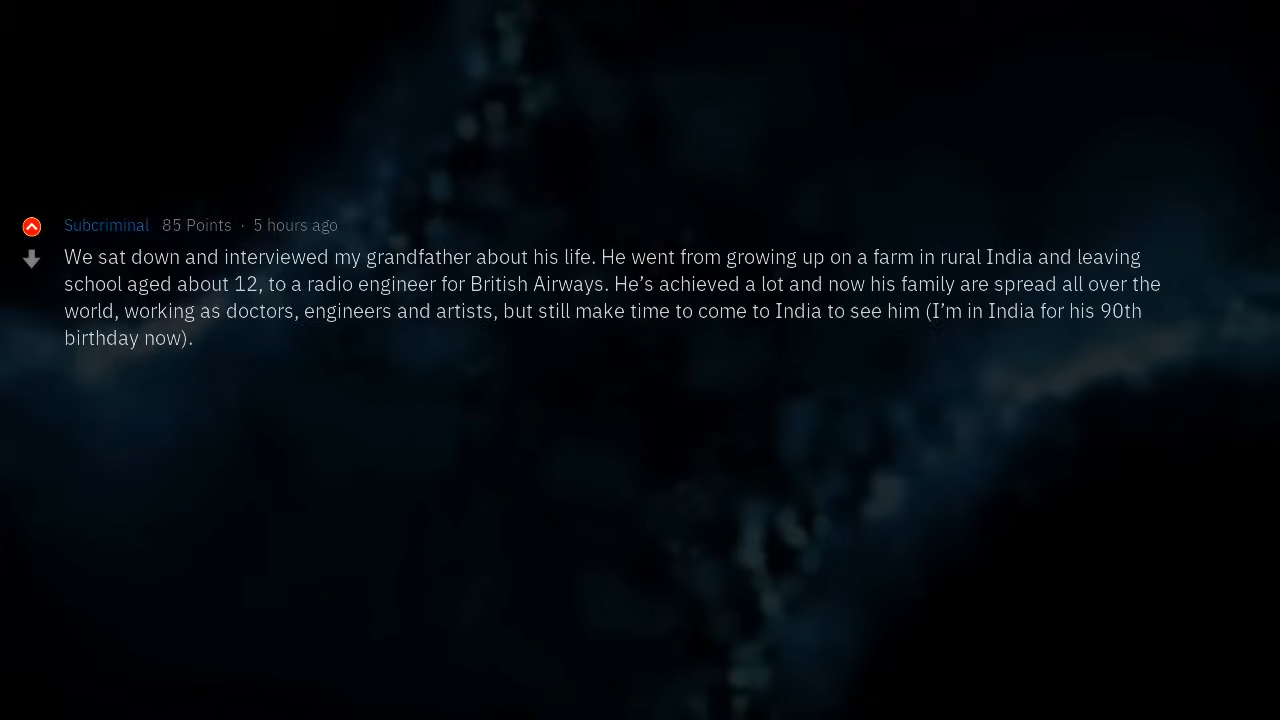 Subcriminal 85 Points · 5 hours ago
We sat down and interviewed my grandfather about his life. He went from growing up on a farm in rural India and leaving
school aged about 12, to a radio engineer for British Airways. He’s achieved a lot and now his family are spread all over the
world, working as doctors, engineers and artists, but still make time to come to India to see him (I’m in India for his 90th
birthday now).